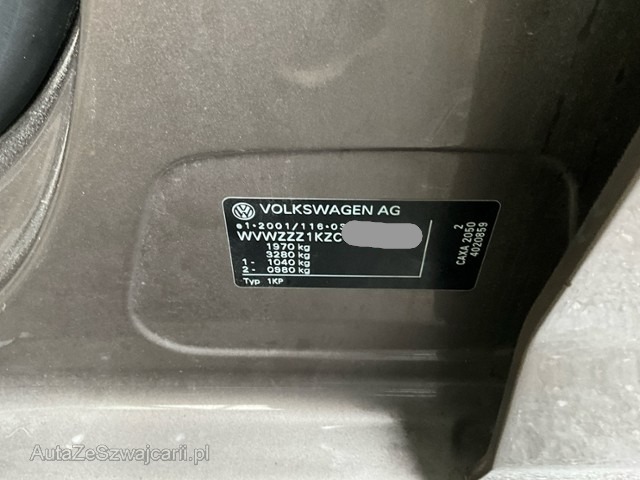 VOLKSWAGEN AG
e1*2001/116*03
WVWZZZ1KZC
1970 kg
3280 kg
1 - 1040 kg
2 - 0980 kg
Typ 1KP
2
CAXA 2050
4020859
AutaZeSzwajcarii.pl